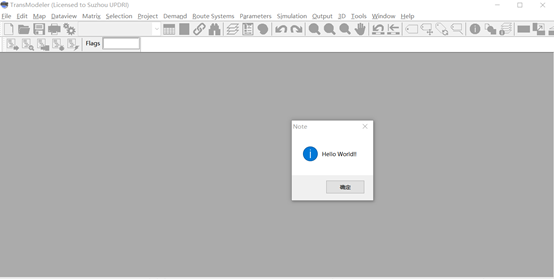 TransModeler (Licensed to Suzhou UPDRI)
File Edit Map Dataview Matrix Selection Project Demand Route Systems Parameters Simulation Output 3D Tools Window Help
Flags
Note
Hello World!!
确定